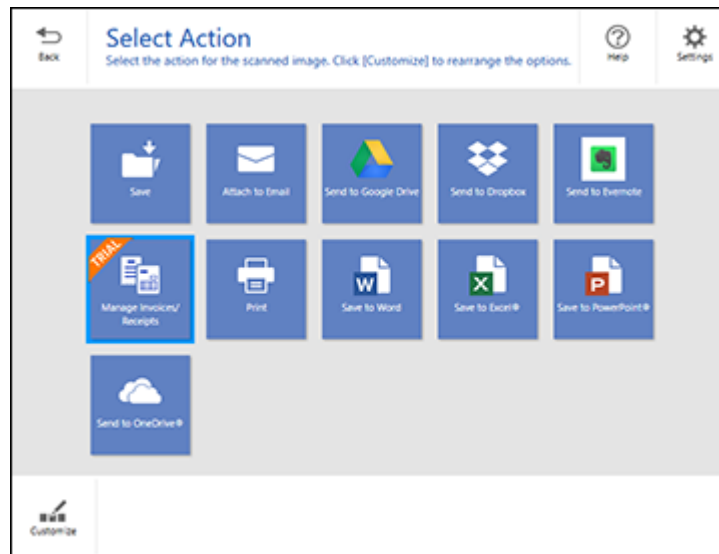 Back
Select Action
Select the action for the scanned image. Click [Customize] to rearrange the options.
Help
Settings
Save
Attach to Email
Send to Google Drive
Send to Dropbox
Send to Evernote
TRIAL
Manage Invoices/
Receipts
Print
W
Save to Word
X
Save to Excel®
P
Save to PowerPoint®
Send to OneDrive®
Customize